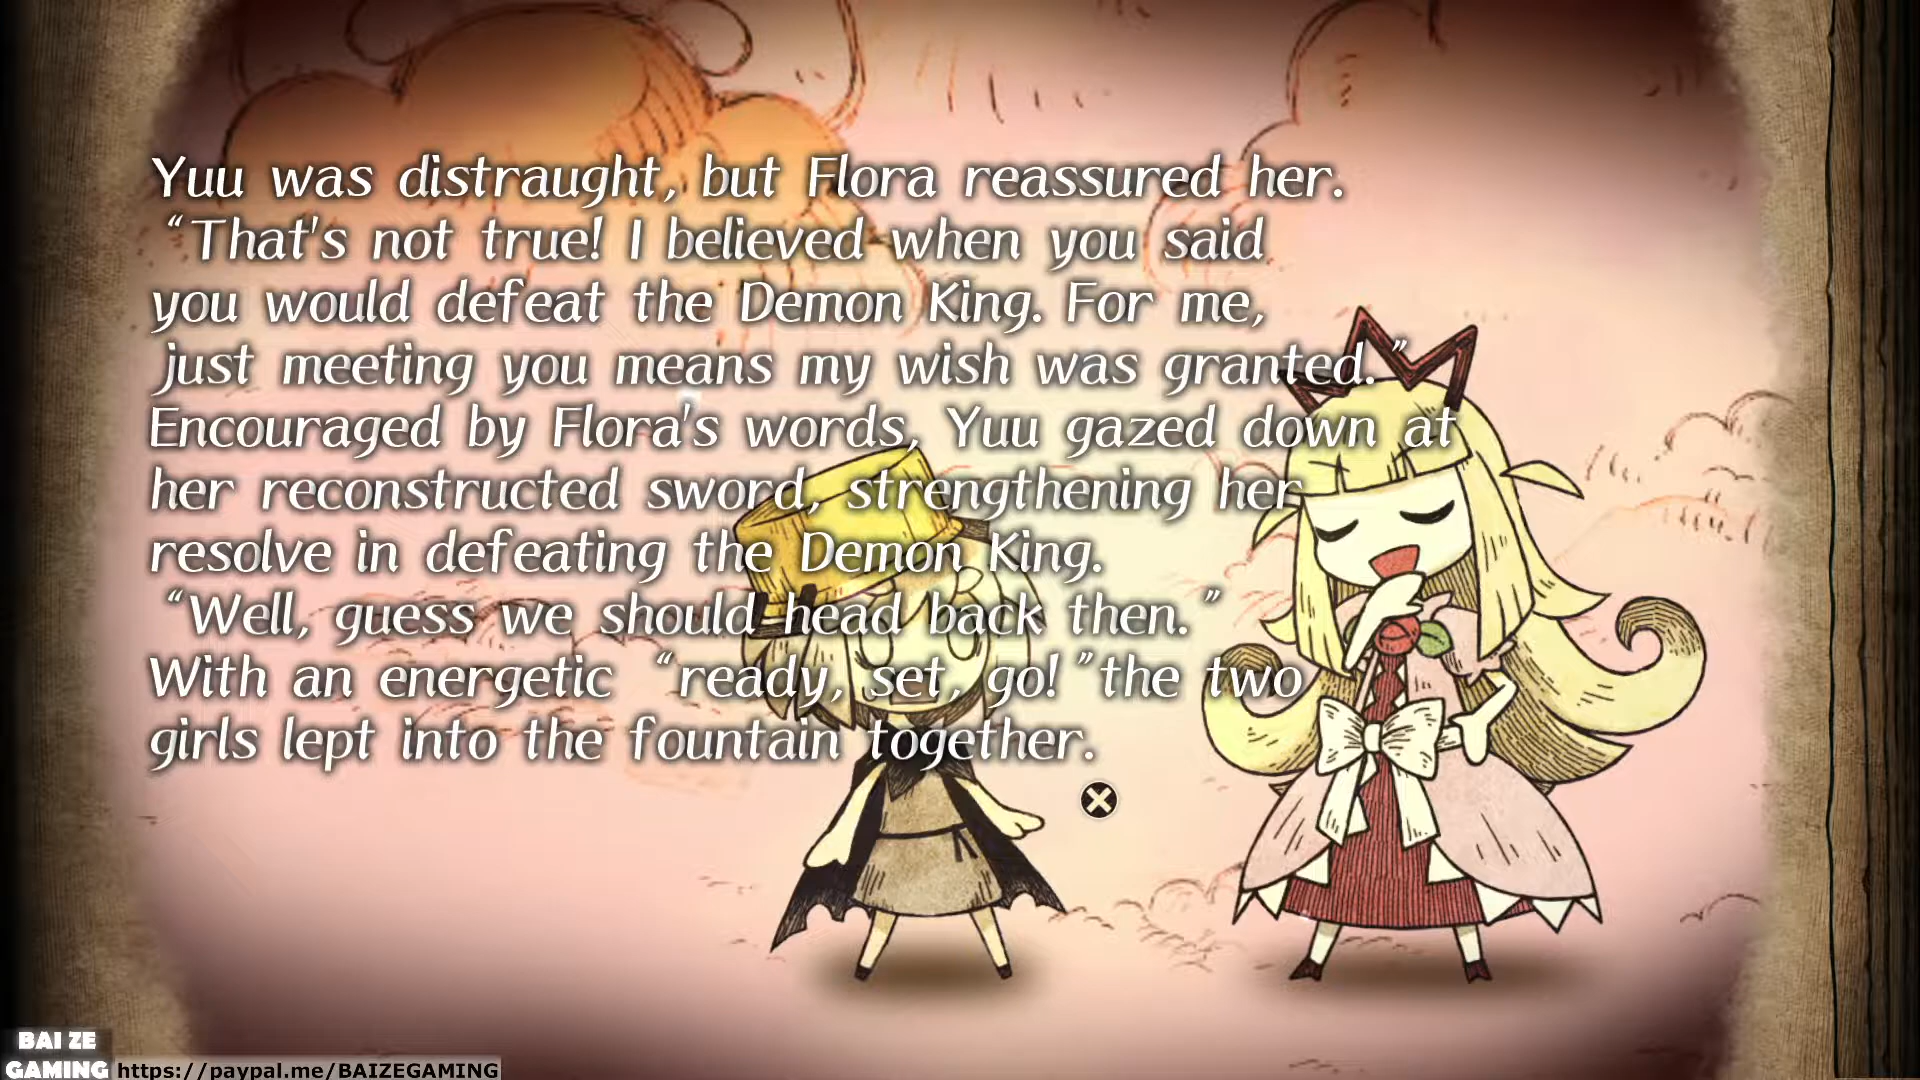 Yuu was distraught, but Flora reassured her.
“That's not true! I believed when you said
you would defeat the Demon King. For me,
just meeting you means my wish was granted.”
Encouraged by Flora's words, Yuu gazed down at
her reconstructed sword, strengthening her
resolve in defeating the Demon King.
“Well, guess we should head back then.”
With an energetic “ready, set, go!”the two
girls lept into the fountain together.
BAI ZE
GAMING https://paypal.me/BAIZEGAMING